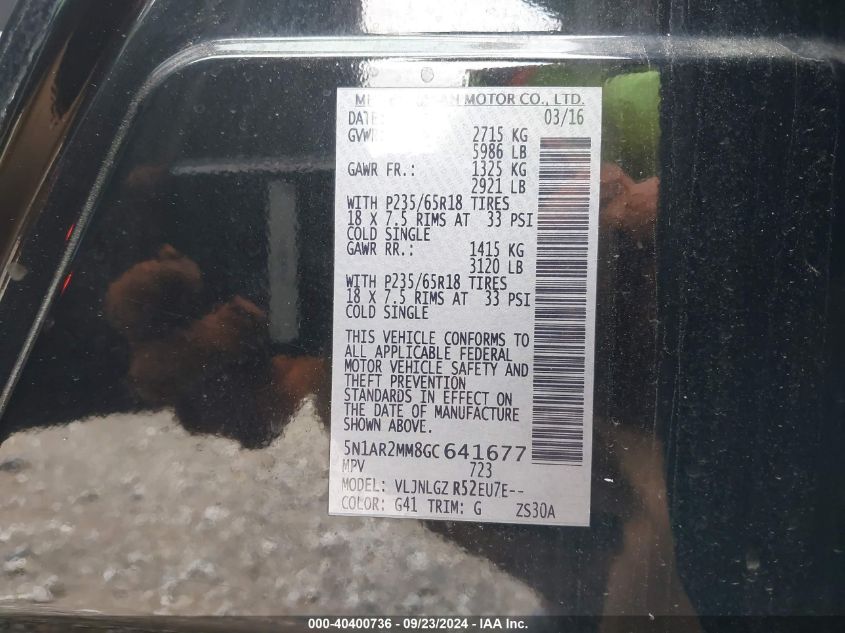 MOTOR CO., LTD.
DATE: 03/16
GVWR 2715 KG
5986 LB
GAWR FR.: 1325 KG
2921 LB
WITH P235/65R18 TIRES
18 X 7.5 RIMS AT 33 PSI
COLD SINGLE
GAWR RR.: 1415 KG
3120 LB
WITH P235/65R18 TIRES
18 X 7.5 RIMS AT 33 PSI
COLD SINGLE
THIS VEHICLE CONFORMS TO
ALL APPLICABLE FEDERAL
MOTOR VEHICLE SAFETY AND
THEFT PREVENTION
STANDARDS IN EFFECT ON
THE DATE OF MANUFACTURE
SHOWN ABOVE.
5N1AR2MM8GC641677
MPV 723
MODEL: VLJNLGZ R52EU7E--
COLOR: G41 TRIM: G ZS30A
000-40400736 - 09/23/2024 - IAA Inc.